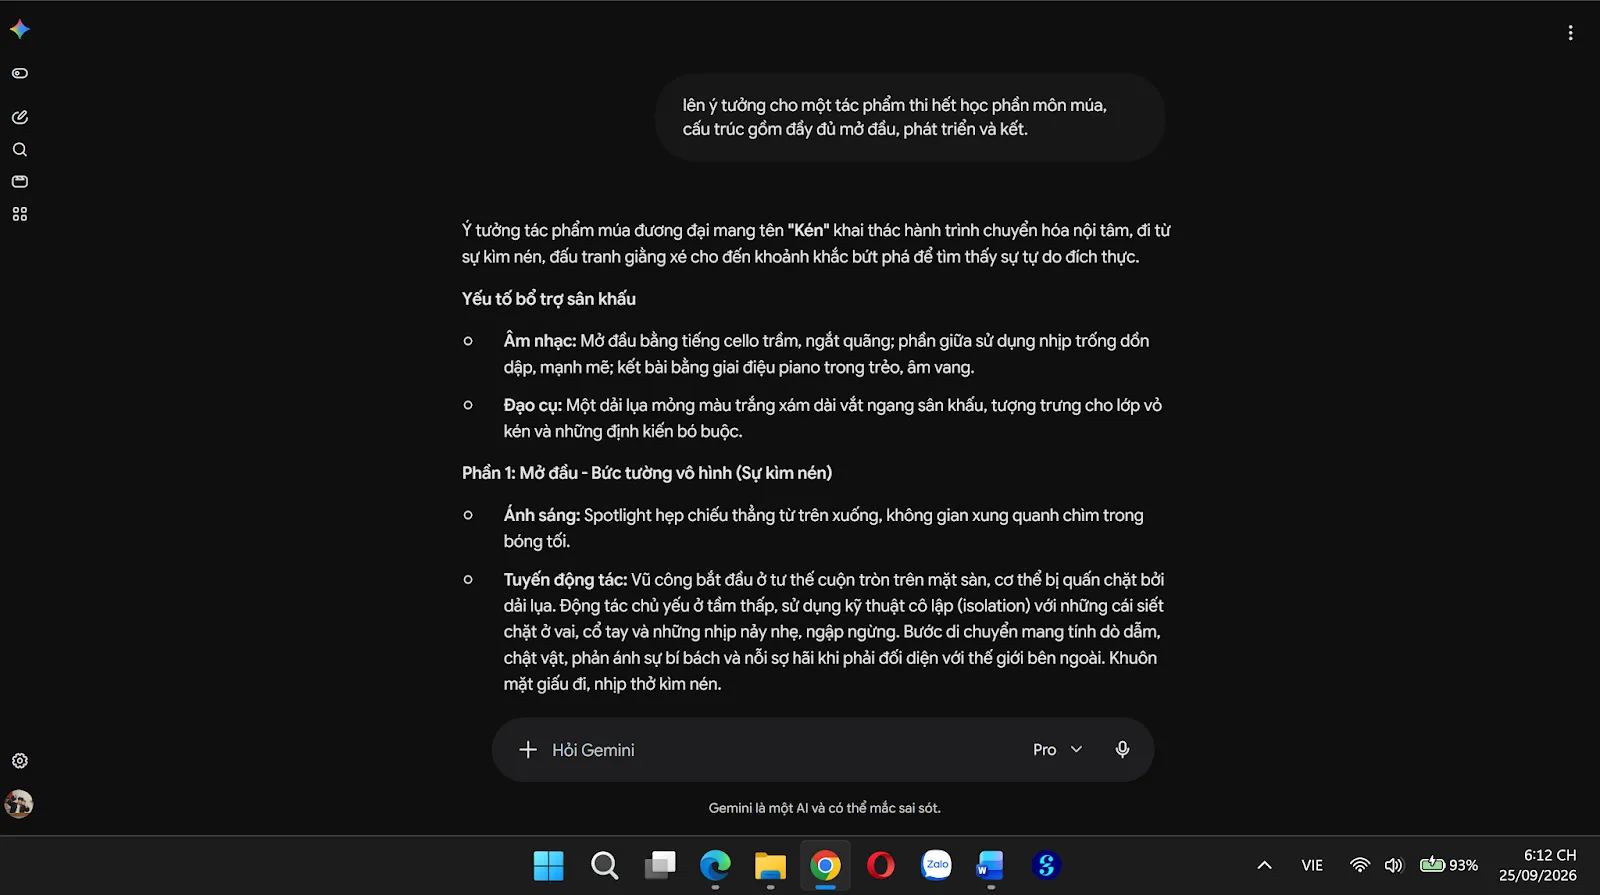 lên ý tưởng cho một tác phẩm thi hết học phần môn múa,
cấu trúc gồm đầy đủ mở đầu, phát triển và kết.
Ý tưởng tác phẩm múa đương đại mang tên "Kén" khai thác hành trình chuyển hóa nội tâm, đi từ
sự kìm nén, đấu tranh giằng xé cho đến khoảnh khắc bứt phá để tìm thấy sự tự do đích thực.
Yếu tố bổ trợ sân khấu
Âm nhạc: Mở đầu bằng tiếng cello trầm, ngắt quãng; phần giữa sử dụng nhịp trống dồn
dập, mạnh mẽ; kết bài bằng giai điệu piano trong trẻo, âm vang.
Đạo cụ: Một dải lụa mỏng màu trắng xám dài vắt ngang sân khấu, tượng trưng cho lớp vỏ
kén và những định kiến bó buộc.
Phần 1: Mở đầu - Bức tường vô hình (Sự kìm nén)
Ánh sáng: Spotlight hẹp chiếu thẳng từ trên xuống, không gian xung quanh chìm trong
bóng tối.
Tuyến động tác: Vũ công bắt đầu ở tư thế cuộn tròn trên mặt sàn, cơ thể bị quấn chặt bởi
dải lụa. Động tác chủ yếu ở tầm thấp, sử dụng kỹ thuật cô lập (isolation) với những cái siết
chặt ở vai, cổ tay và những nhịp nảy nhẹ, ngập ngừng. Bước di chuyển mang tính dò dẫm,
chật vật, phản ánh sự bí bách và nỗi sợ hãi khi phải đối diện với thế giới bên ngoài. Khuôn
mặt giấu đi, nhịp thở kìm nén.
Hỏi Gemini
Pro
Gemini là một AI và có thể mắc sai sót.
Zalo
W
VIE
93%
6:12 CH
25/09/2026